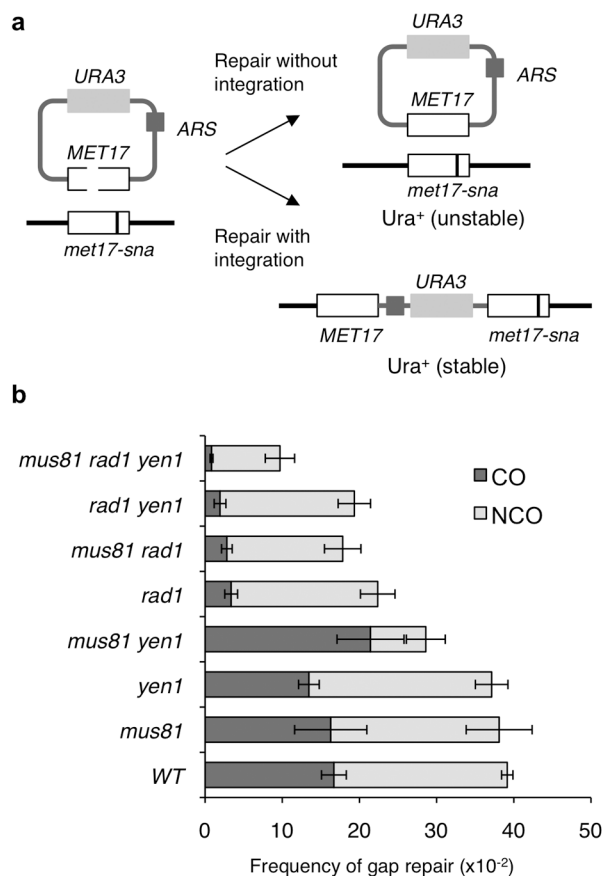 a
URA3
ARS
MET17
met17-sna
Repair without
integration
URA3
ARS
MET17
met17-sna
Ura⁺ (unstable)
Repair with
integration
URA3
MET17
met17-sna
Ura⁺ (stable)
b
mus81 rad1 yen1
rad1 yen1
mus81 rad1
rad1
mus81 yen1
yen1
mus81
WT
CO
NCO
0 10 20 30 40 50
Frequency of gap repair (x10⁻²)